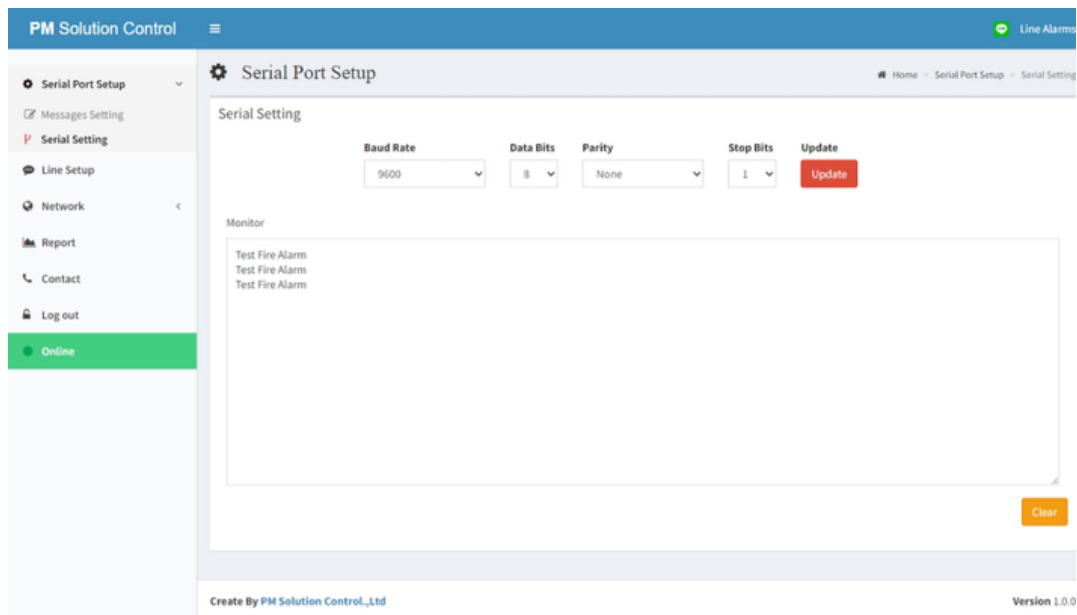 PM Solution Control
Line Alarms
Serial Port Setup
Messages Setting
Serial Setting
Line Setup
Network
Report
Contact
Log out
Online
Serial Port Setup
Home > Serial Port Setup > Serial Setting
Serial Setting
Baud Rate Data Bits Parity Stop Bits Update
9600 8 None 1 Update
Monitor
Test Fire Alarm
Test Fire Alarm
Test Fire Alarm
Clear
Create By PM Solution Control.,Ltd
Version 1.0.0